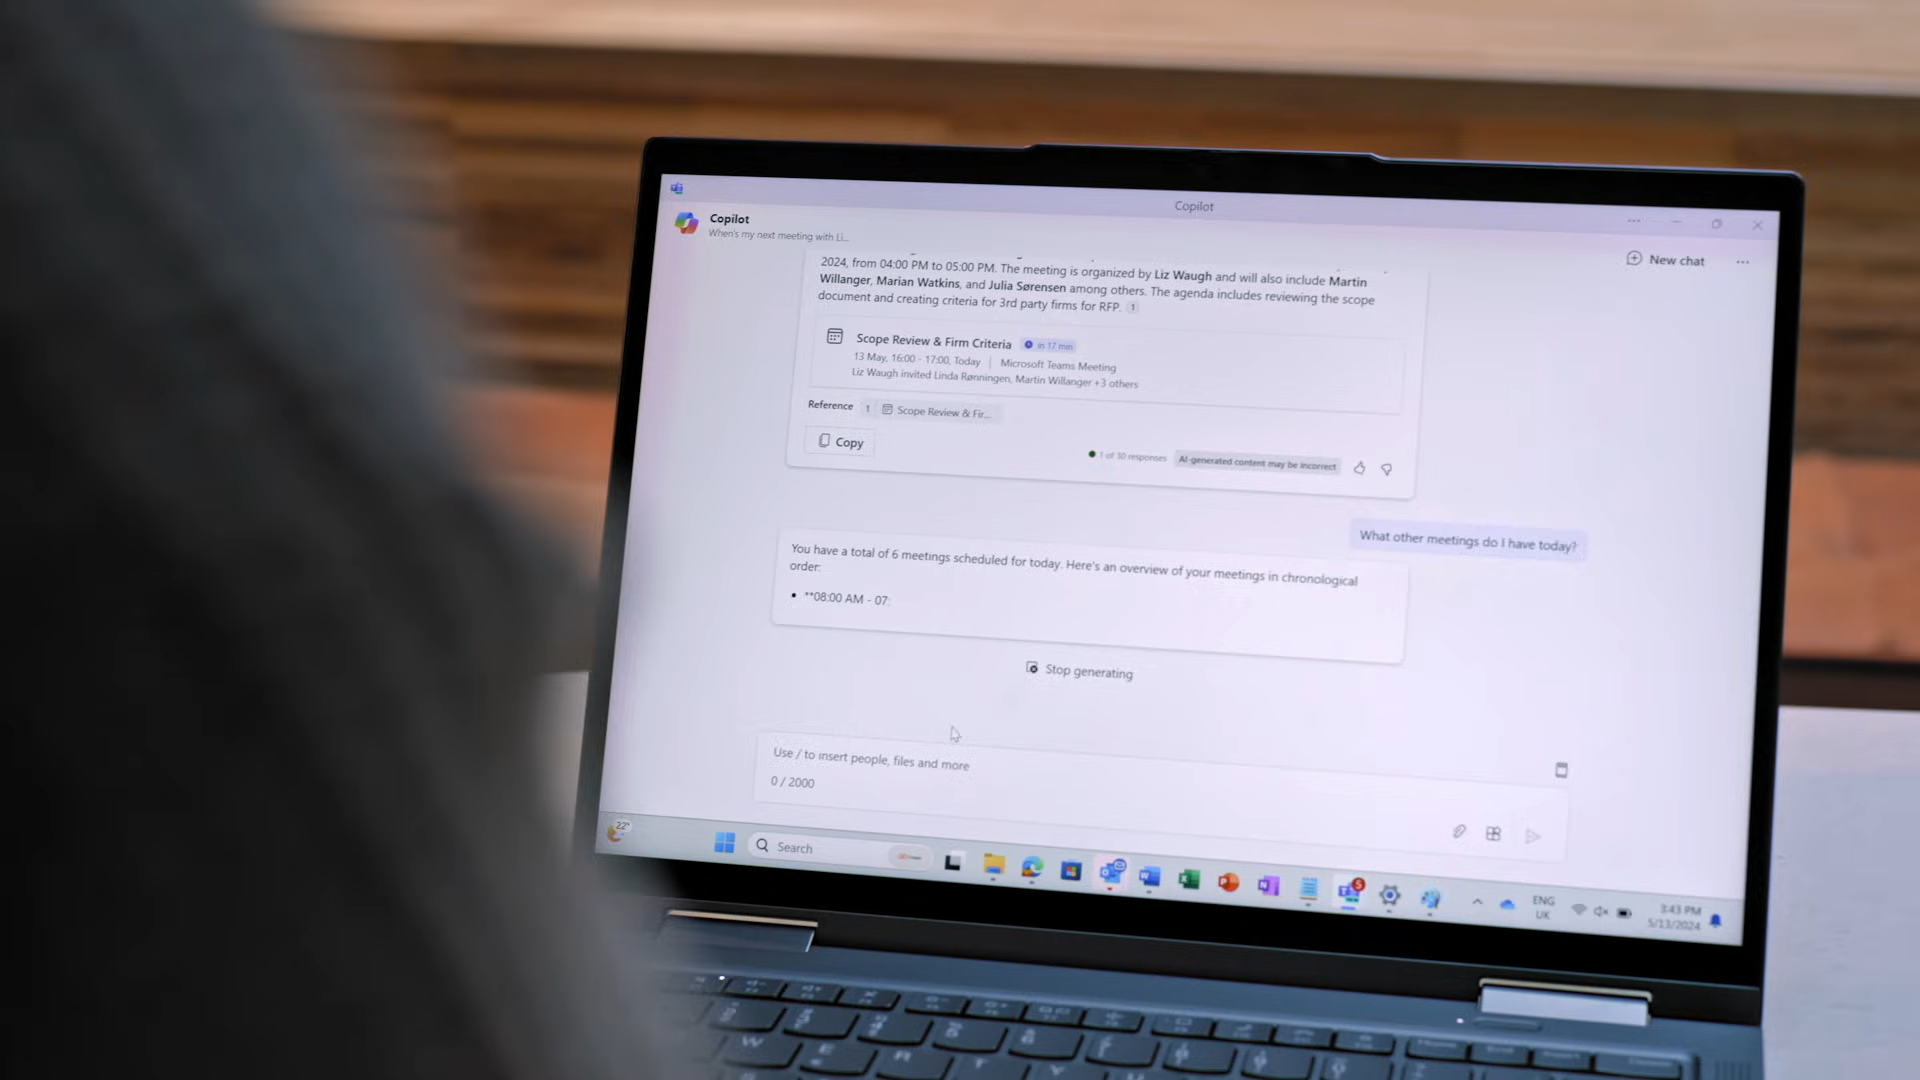 Copilot
Copilot
When's my next meeting with Li...
New chat
2024, from 04:00 PM to 05:00 PM. The meeting is organized by Liz Waugh and will also include Martin
Willanger, Marian Watkins, and Julia Sørensen among others. The agenda includes reviewing the scope
document and creating criteria for 3rd party firms for RFP. 1
Scope Review & Firm Criteria in 17 min
13 May, 16:00 - 17:00, Today | Microsoft Teams Meeting
Liz Waugh invited Linda Rønningen, Martin Willanger +3 others
Reference 1 Scope Review & Fir...
Copy
1 of 30 responses AI-generated content may be incorrect
What other meetings do I have today?
You have a total of 6 meetings scheduled for today. Here's an overview of your meetings in chronological
order:
• **08:00 AM - 07:
Stop generating
Use / to insert people, files and more
0 / 2000
22°
Search
5
ENG
UK
3:43 PM
5/13/2024
W
E
R
T
Y